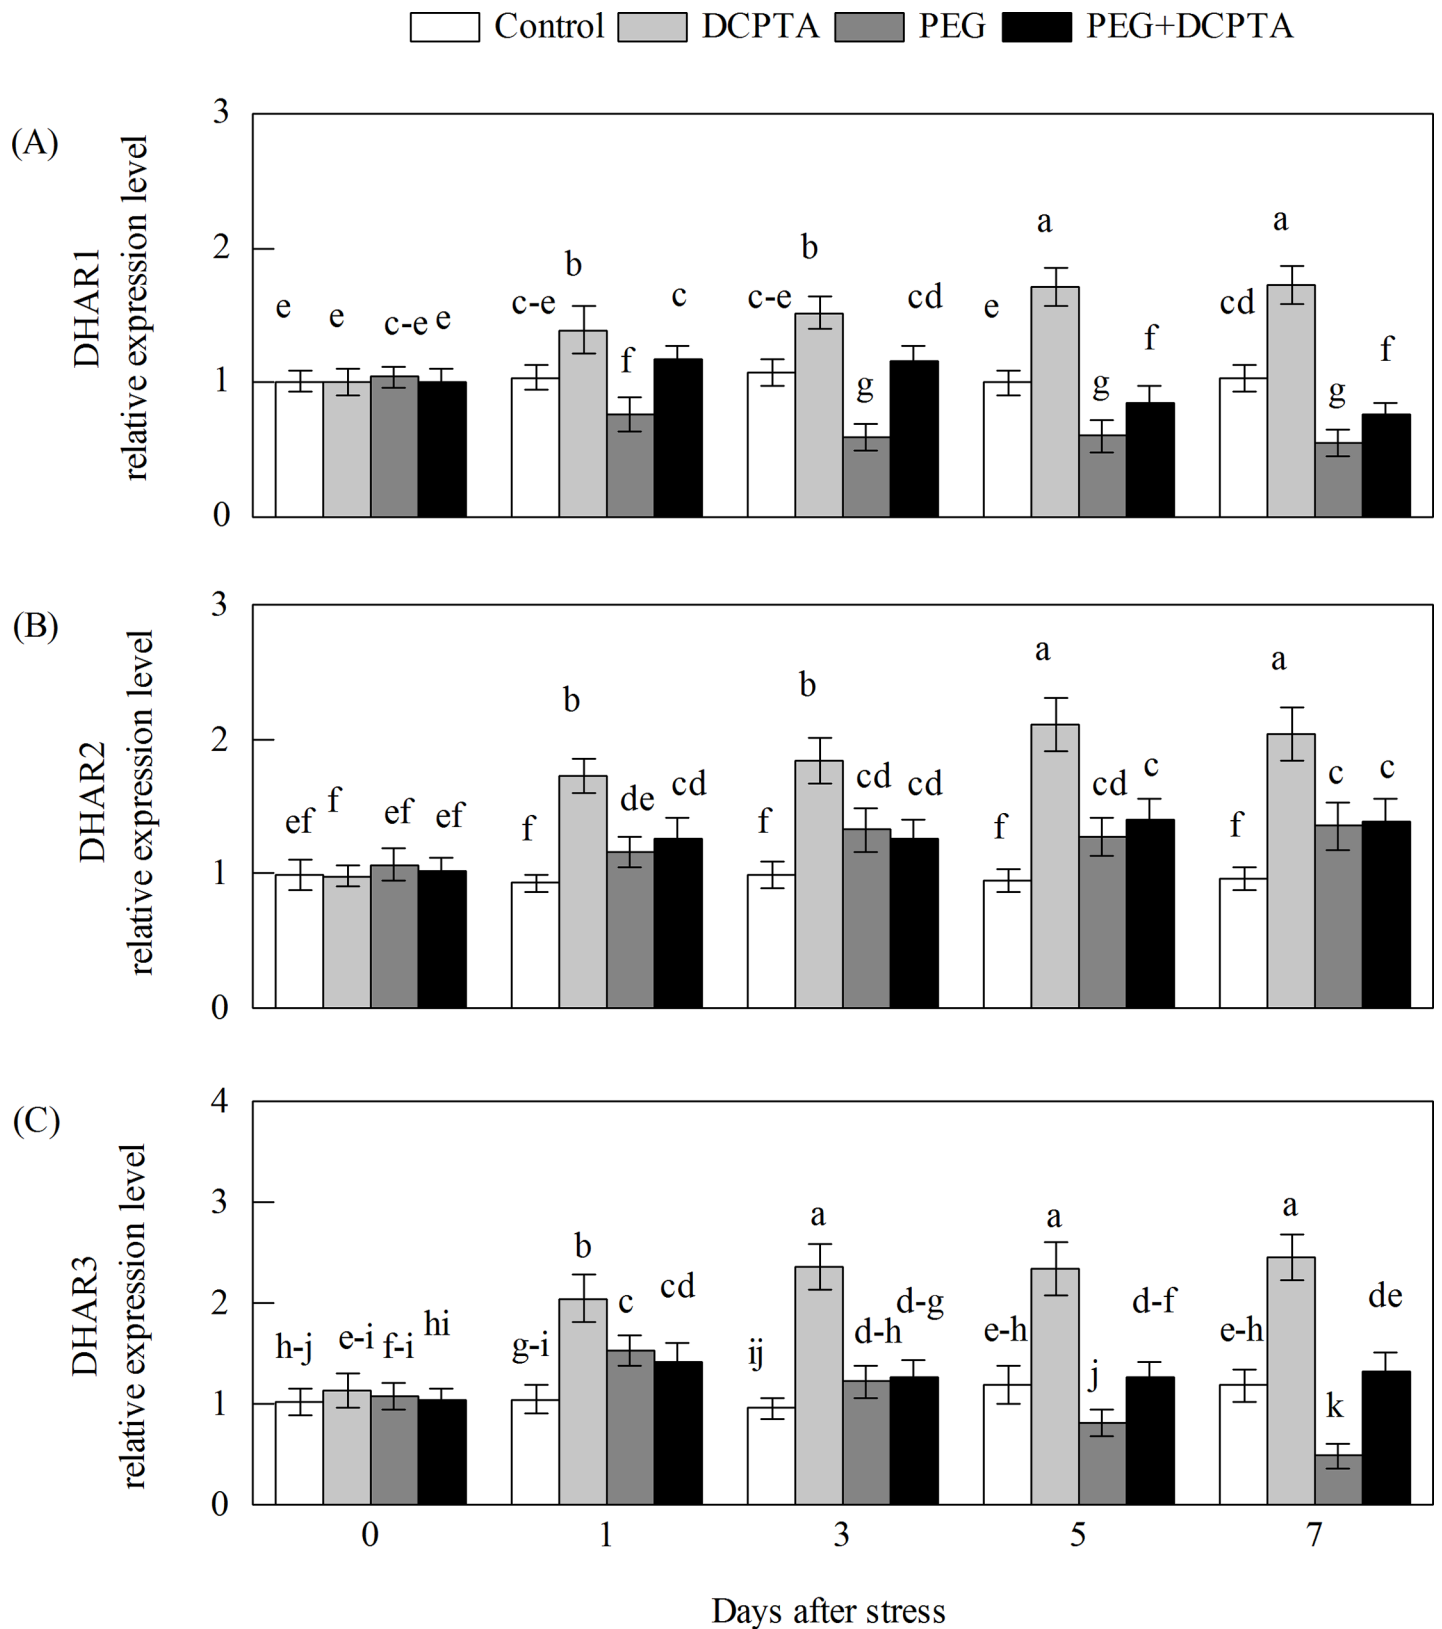 Control DCPTA PEG PEG+DCPTA
(A)
DHAR1
relative expression level
3
2
1
0
e e c-e e
c-e b f c
c-e b g cd
e a g f
cd a g f
(B)
DHAR2
relative expression level
3
2
1
0
ef f ef ef
f b de cd
f b cd cd
f a cd c
f a c c
(C)
DHAR3
relative expression level
4
3
2
1
0
h-j e-i f-i hi
g-i b c cd
ij a d-h d-g
e-h a j d-f
e-h a k de
0 1 3 5 7
Days after stress